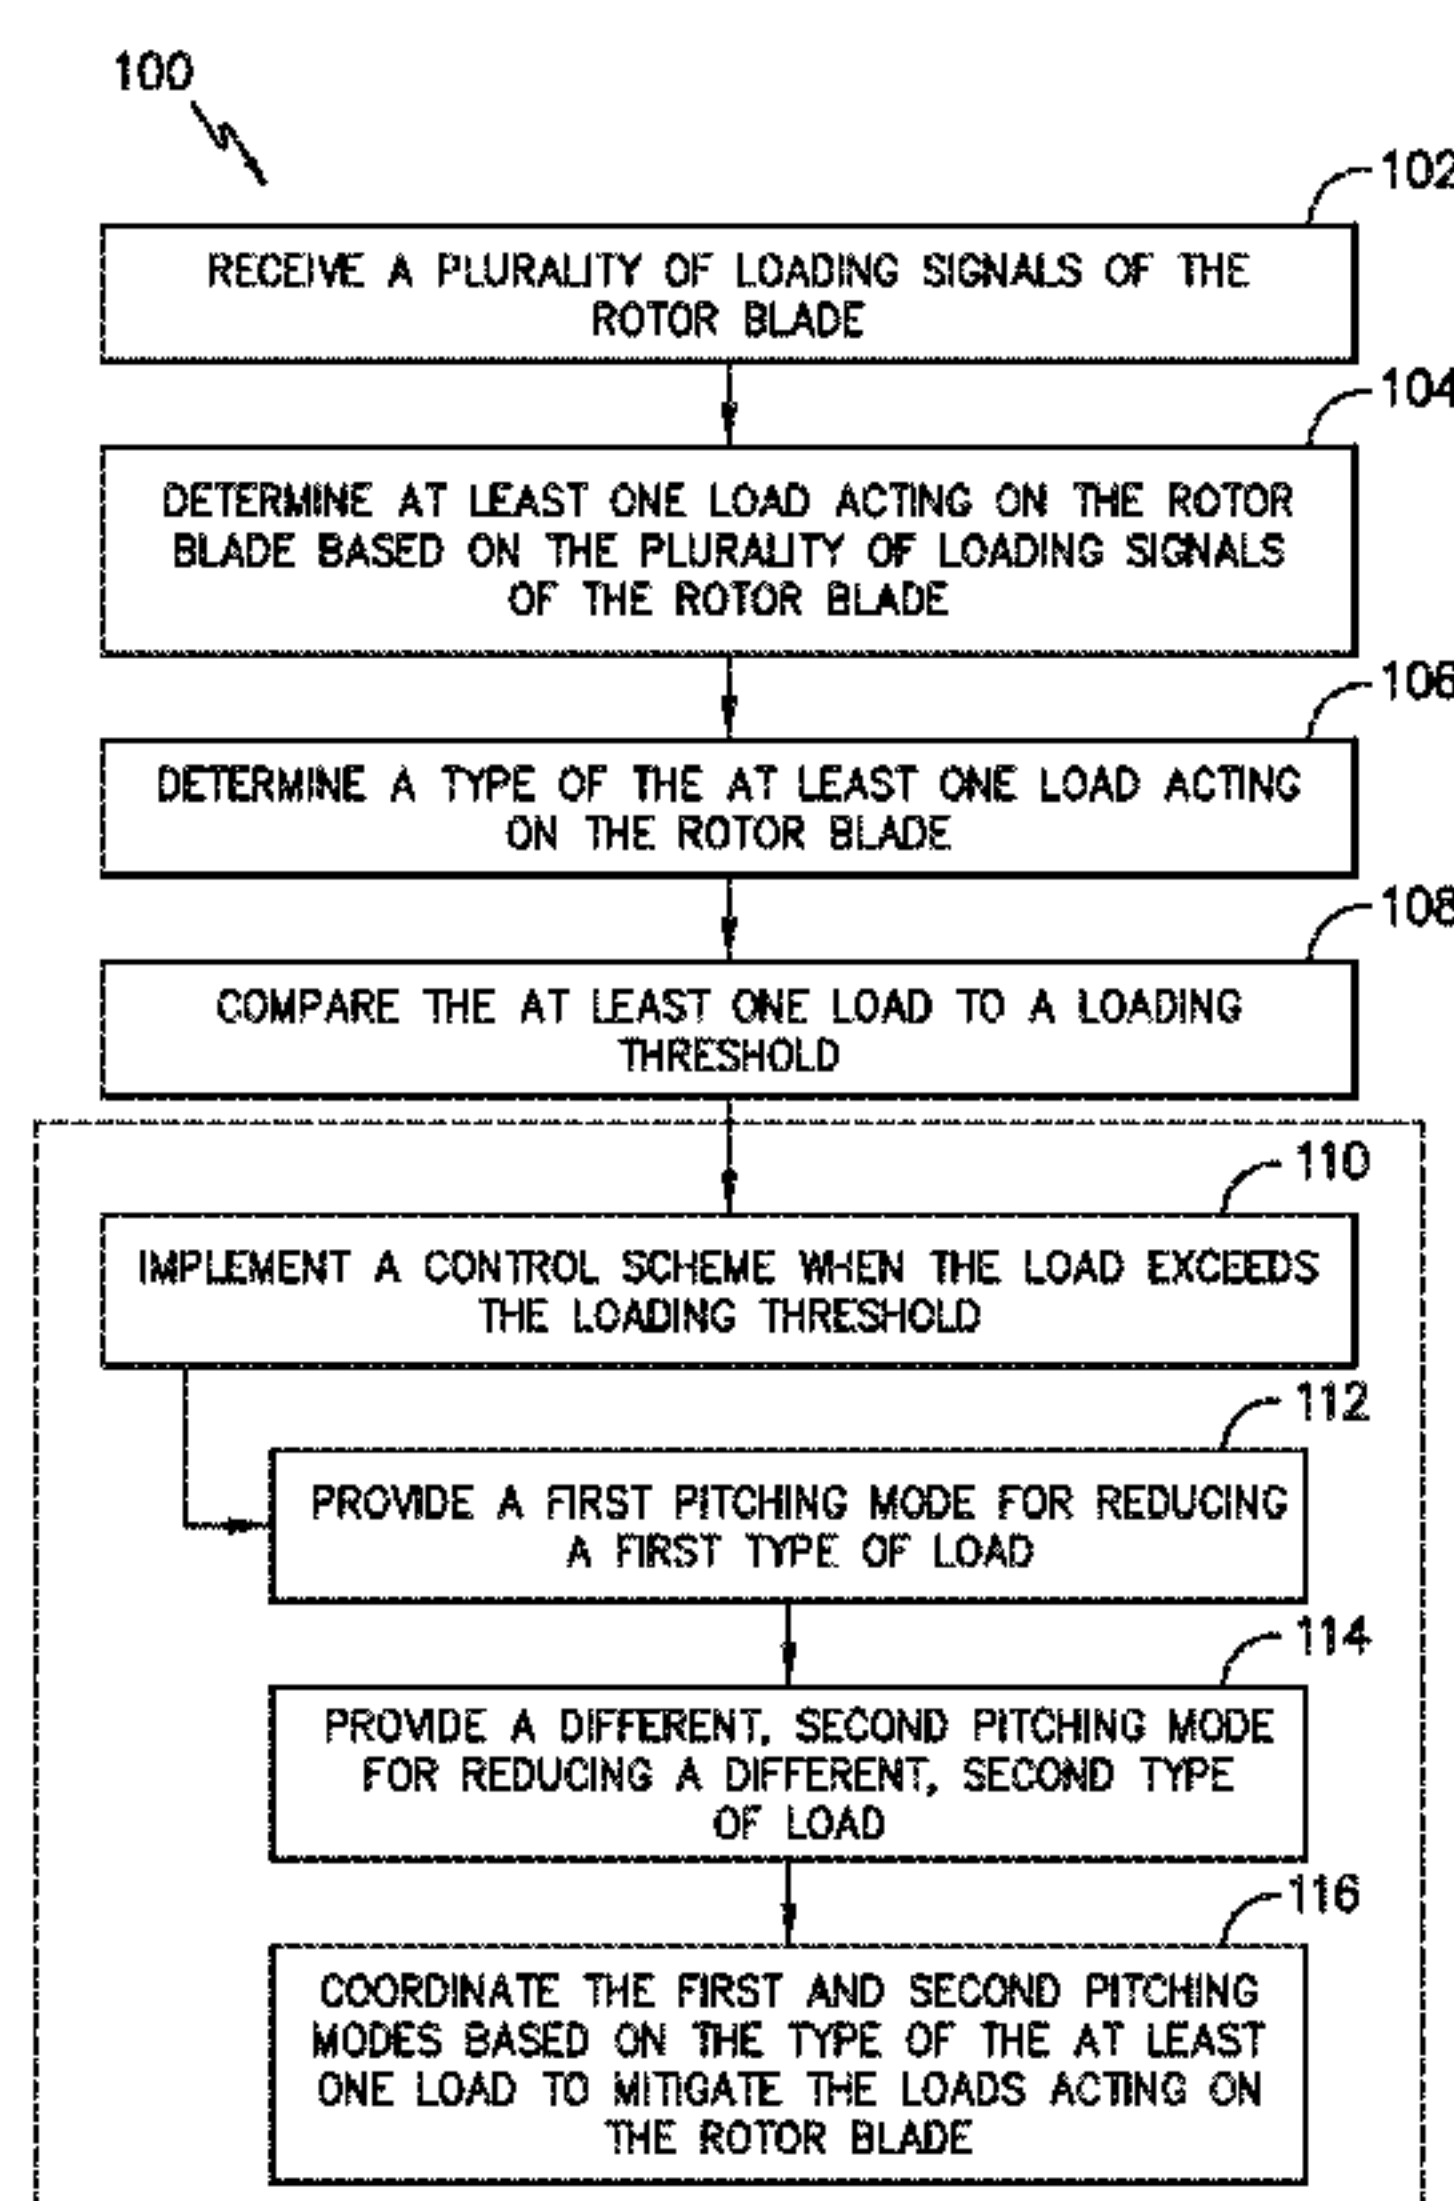 100
102
RECEIVE A PLURALITY OF LOADING SIGNALS OF THE
ROTOR BLADE
104
DETERMINE AT LEAST ONE LOAD ACTING ON THE ROTOR
BLADE BASED ON THE PLURALITY OF LOADING SIGNALS
OF THE ROTOR BLADE
106
DETERMINE A TYPE OF THE AT LEAST ONE LOAD ACTING
ON THE ROTOR BLADE
108
COMPARE THE AT LEAST ONE LOAD TO A LOADING
THRESHOLD
110
IMPLEMENT A CONTROL SCHEME WHEN THE LOAD EXCEEDS
THE LOADING THRESHOLD
112
PROVIDE A FIRST PITCHING MODE FOR REDUCING
A FIRST TYPE OF LOAD
114
PROVIDE A DIFFERENT, SECOND PITCHING MODE
FOR REDUCING A DIFFERENT, SECOND TYPE
OF LOAD
116
COORDINATE THE FIRST AND SECOND PITCHING
MODES BASED ON THE TYPE OF THE AT LEAST
ONE LOAD TO MITIGATE THE LOADS ACTING ON
THE ROTOR BLADE